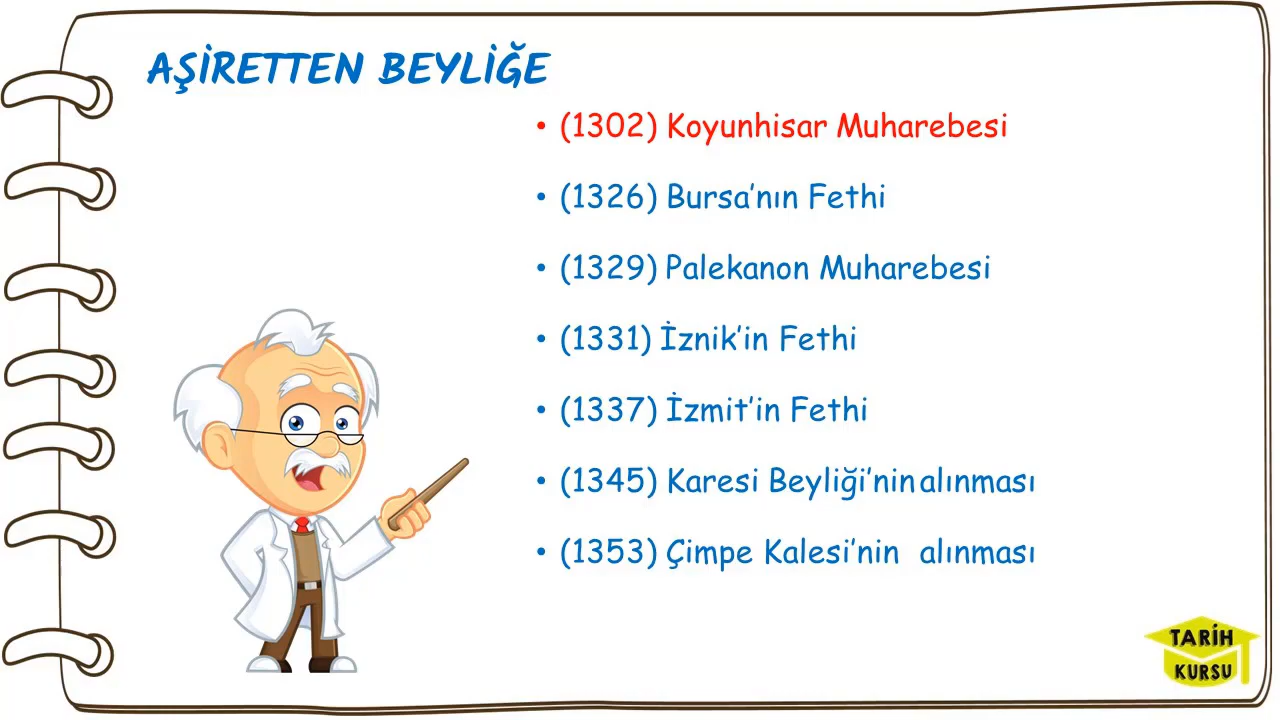 AŞİRETTEN BEYLİĞE
• (1302) Koyunhisar Muharebesi
• (1326) Bursa’nın Fethi
• (1329) Palekanon Muharebesi
• (1331) İznik’in Fethi
• (1337) İzmit’in Fethi
• (1345) Karesi Beyliği’nin alınması
• (1353) Çimpe Kalesi’nin alınması
TARİH
KURSU